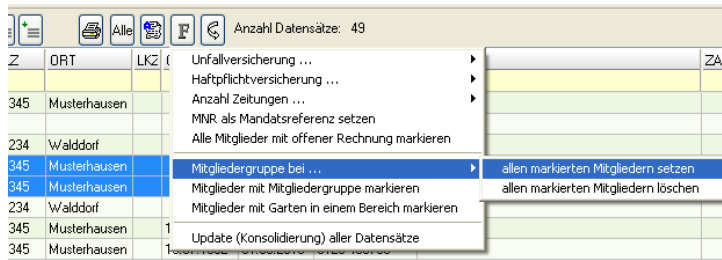 Alle F Anzahl Datensätze: 49
Z ORT LKZ ZA
Unfallversicherung ...
Haftpflichtversicherung ...
345 Musterhausen Anzahl Zeitungen ...
MNR als Mandatsreferenz setzen
234 Walddorf Alle Mitglieder mit offener Rechnung markieren
345 Musterhausen Mitgliedergruppe bei ... allen markierten Mitgliedern setzen
345 Musterhausen Mitglieder mit Mitgliedergruppe markieren allen markierten Mitgliedern löschen
234 Walddorf Mitglieder mit Garten in einem Bereich markieren
345 Musterhausen 1
Update (Konsolidierung) aller Datensätze
345 Musterhausen